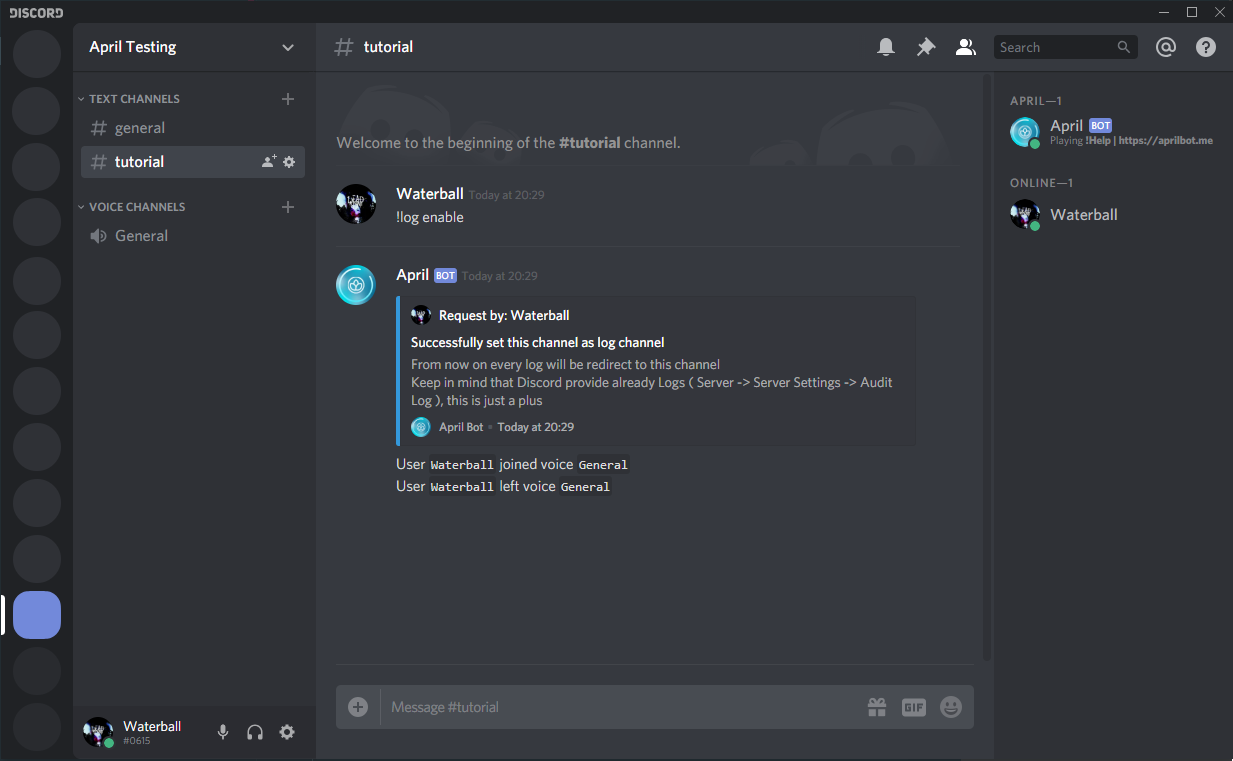 DISCORD
April Testing
TEXT CHANNELS
general
tutorial
VOICE CHANNELS
General
Waterball
#0615
# tutorial
Search
Welcome to the beginning of the #tutorial channel.
Waterball Today at 20:29
!log enable
April BOT Today at 20:29
Request by: Waterball
Successfully set this channel as log channel
From now on every log will be redirect to this channel
Keep in mind that Discord provide already Logs ( Server -> Server Settings -> Audit
Log ), this is just a plus
April Bot • Today at 20:29
User Waterball joined voice General
User Waterball left voice General
Message #tutorial
GIF
APRIL—1
April BOT
Playing !Help | https://aprilbot.me
ONLINE—1
Waterball